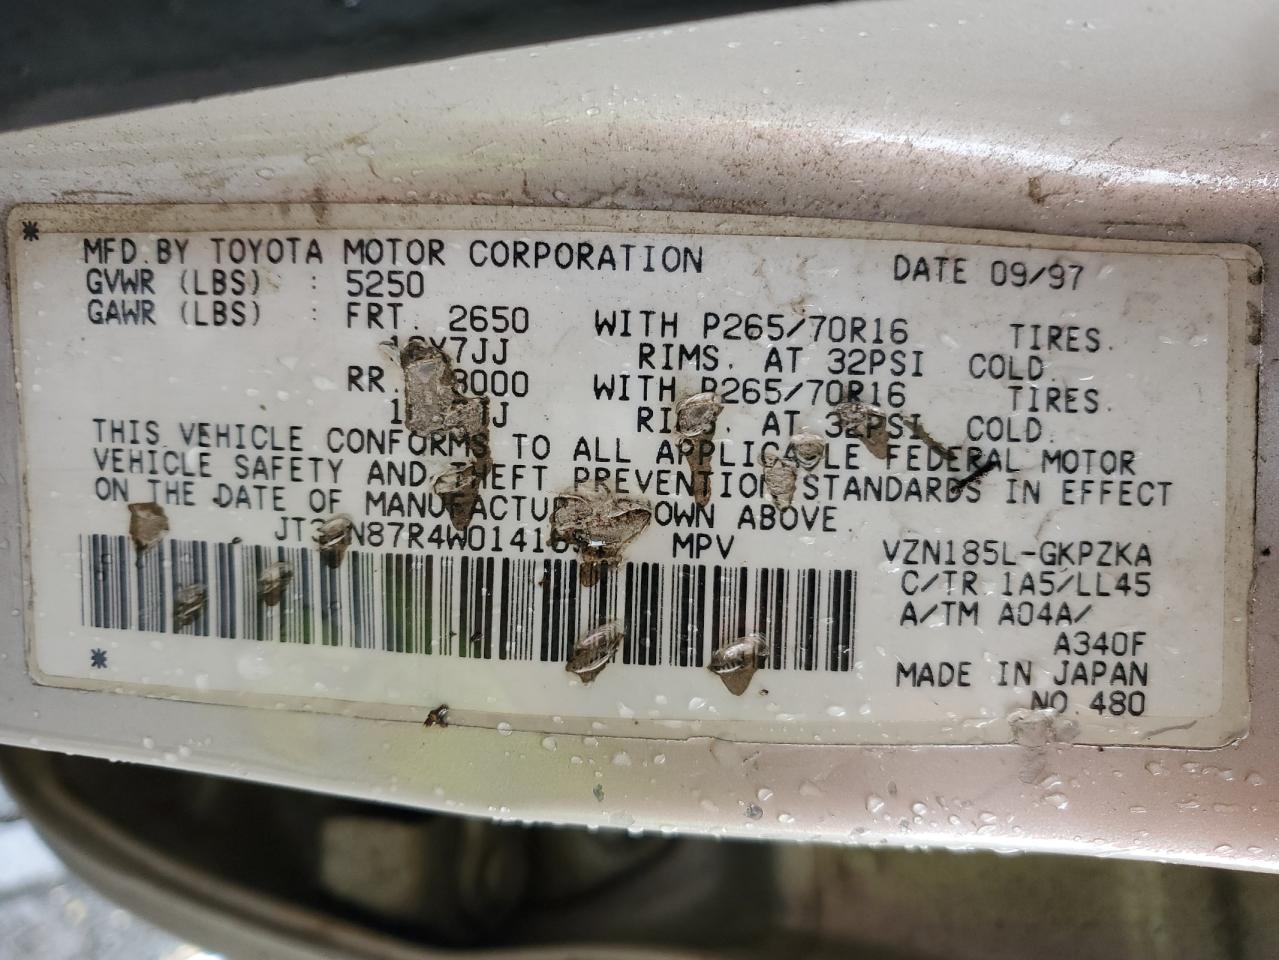 MFD. BY TOYOTA MOTOR CORPORATION DATE 09/97
GVWR (LBS) : 5250
GAWR (LBS) : FRT. 2650 WITH P265/70R16 TIRES.
RIMS. AT 32PSI COLD.
RR. WITH P265/70R16 TIRES.
AT 32PSI COLD.
THIS VEHICLE CONFORMS TO ALL APPLICABLE FEDERAL MOTOR
VEHICLE SAFETY AND THEFT PREVENTION STANDARDS IN EFFECT
ON THE DATE OF ABOVE.
MPV VZN185L-GKPZKA
C/TR 1A5/LL45
A/TM A04A/
A340F
MADE IN JAPAN
NO. 480